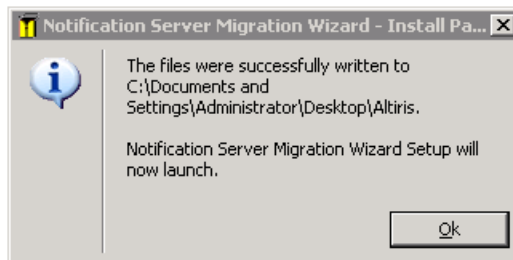 Notification Server Migration Wizard - Install Pa...
The files were successfully written to
C:\Documents and
Settings\Administrator\Desktop\Altiris.
Notification Server Migration Wizard Setup will
now launch.
Ok